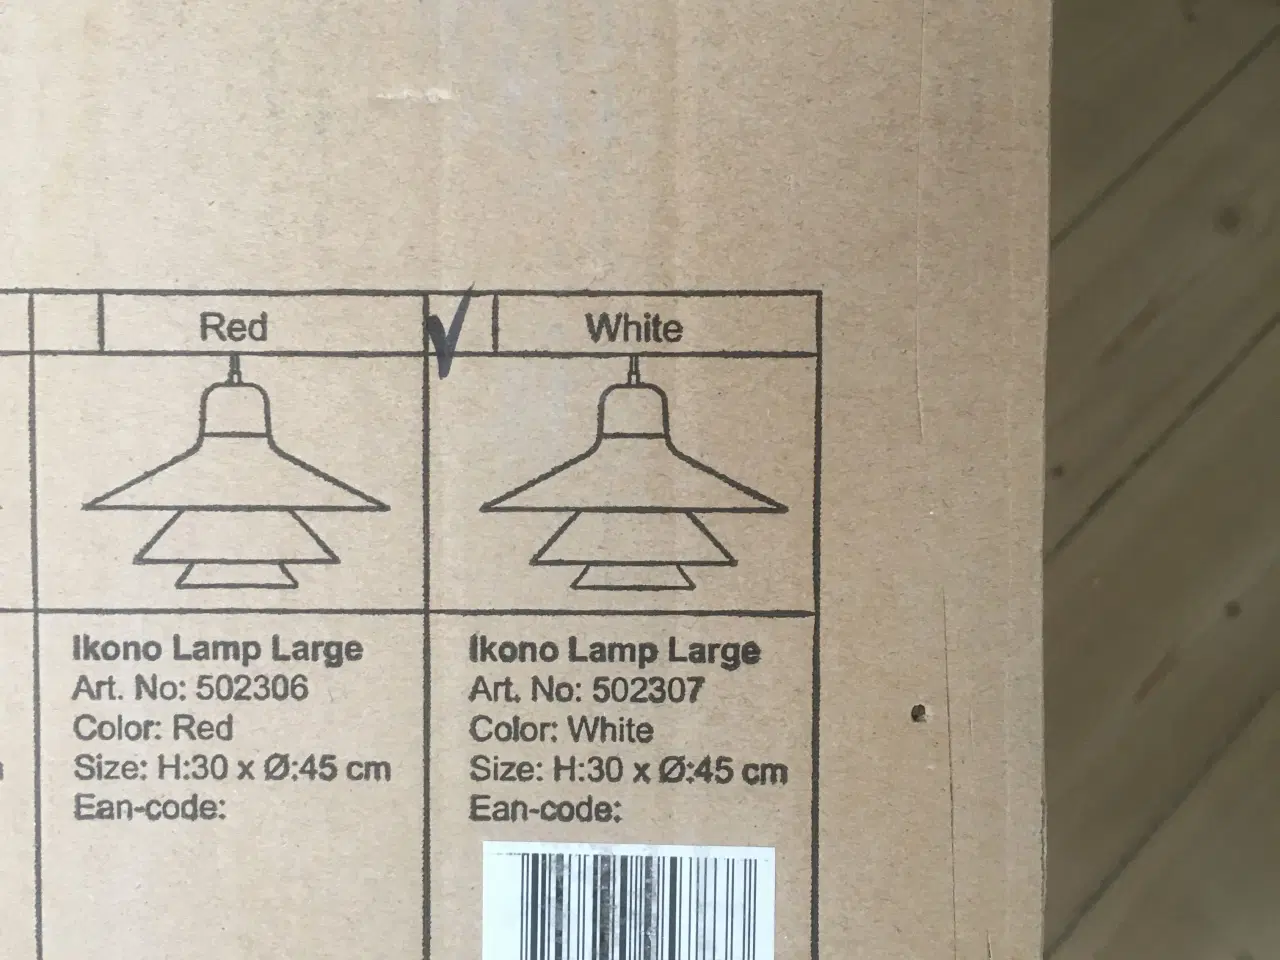 Red
White
Ikono Lamp Large
Art. No: 502306
Color: Red
Size: H:30 x Ø:45 cm
Ean-code:
Ikono Lamp Large
Art. No: 502307
Color: White
Size: H:30 x Ø:45 cm
Ean-code: